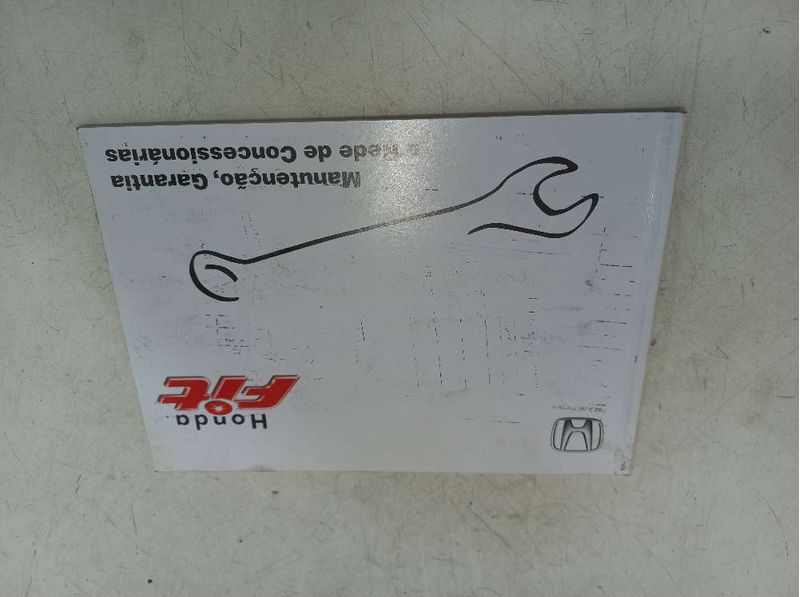 Honda
Fit
Manutenção, Garantia
e Rede de Concessionárias